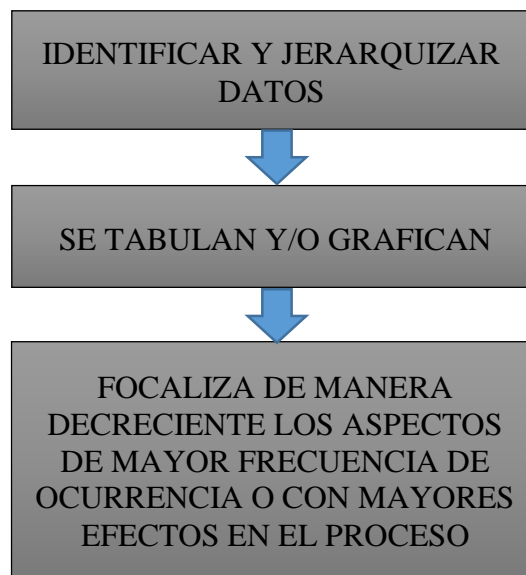 IDENTIFICAR Y JERARQUIZAR
DATOS
SE TABULAN Y/O GRAFICAN
FOCALIZA DE MANERA
DECRECIENTE LOS ASPECTOS
DE MAYOR FRECUENCIA DE
OCURRENCIA O CON MAYORES
EFECTOS EN EL PROCESO